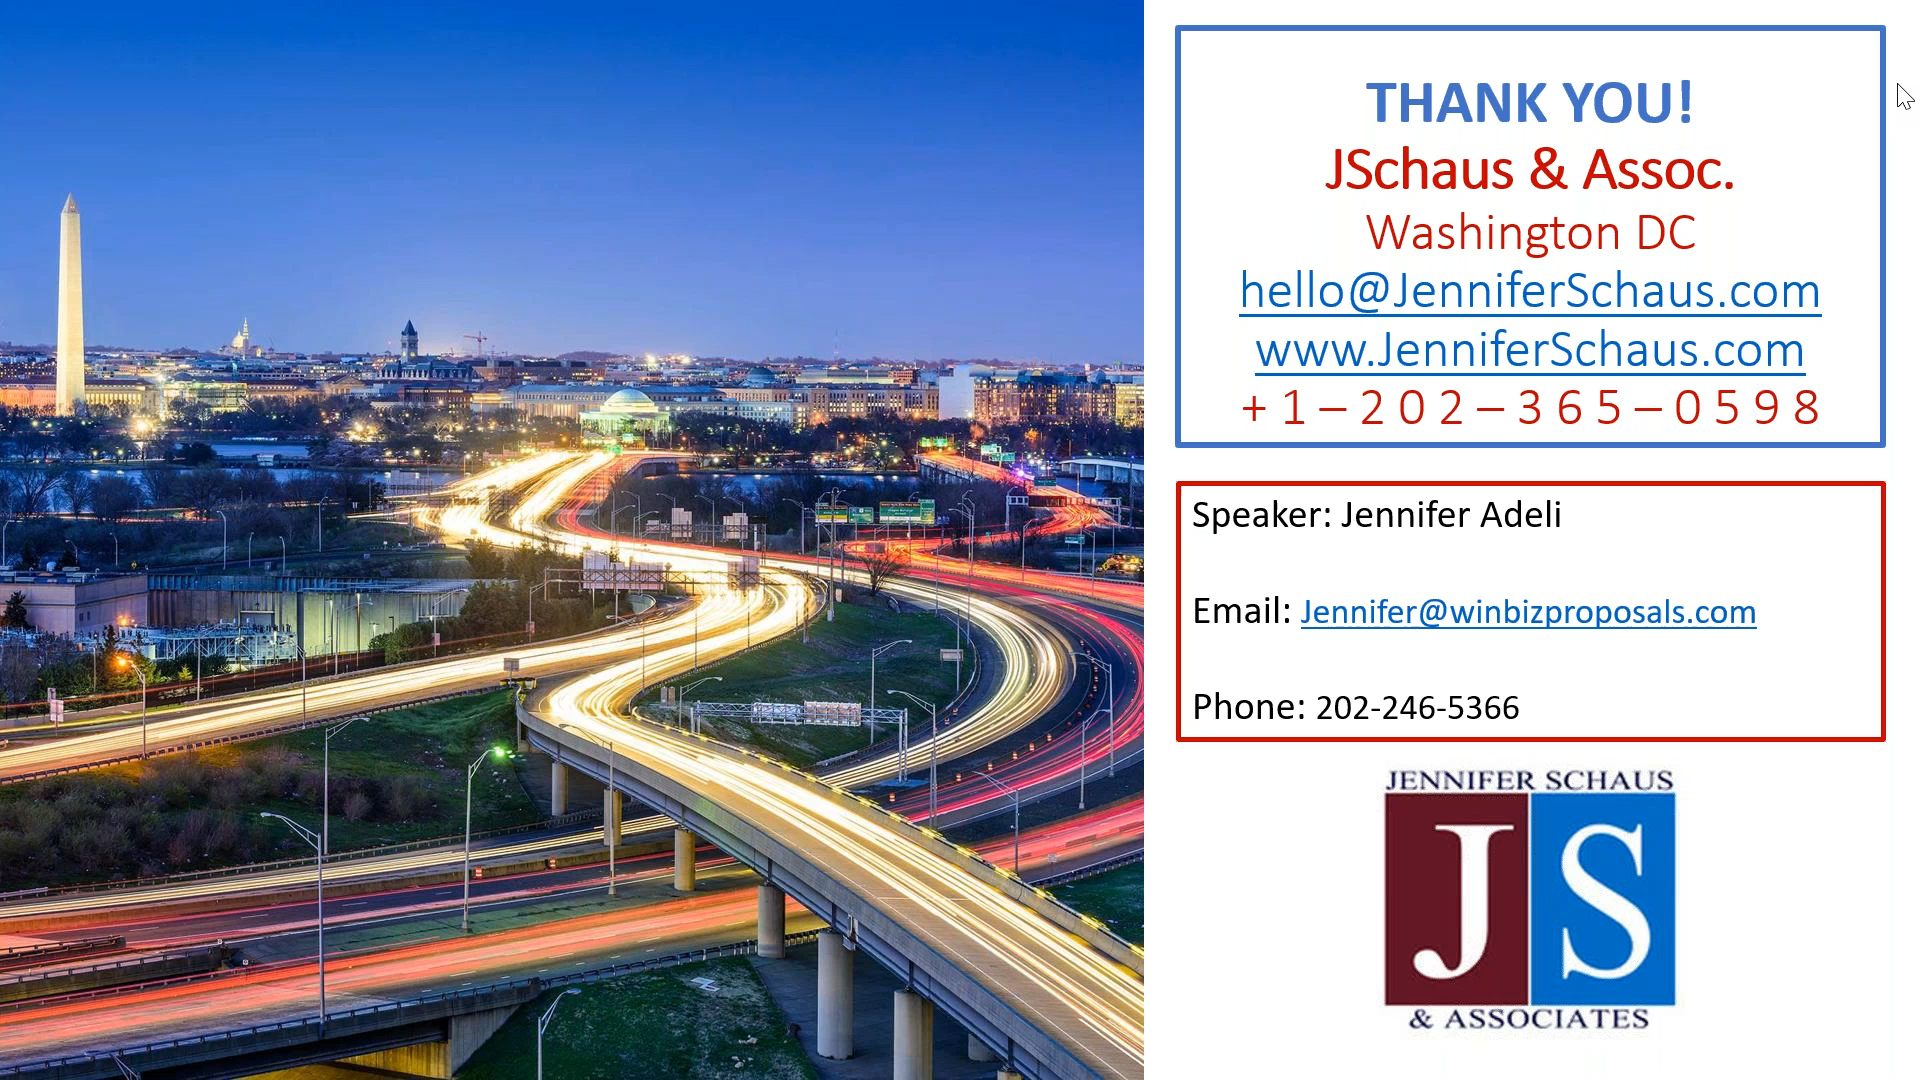 THANK YOU!
JSchaus & Assoc.
Washington DC
hello@JenniferSchaus.com
www.JenniferSchaus.com
+1–202–365–0598
Speaker: Jennifer Adeli
Email: Jennifer@winbizproposals.com
Phone: 202-246-5366
JENNIFER SCHAUS
JS
& ASSOCIATES